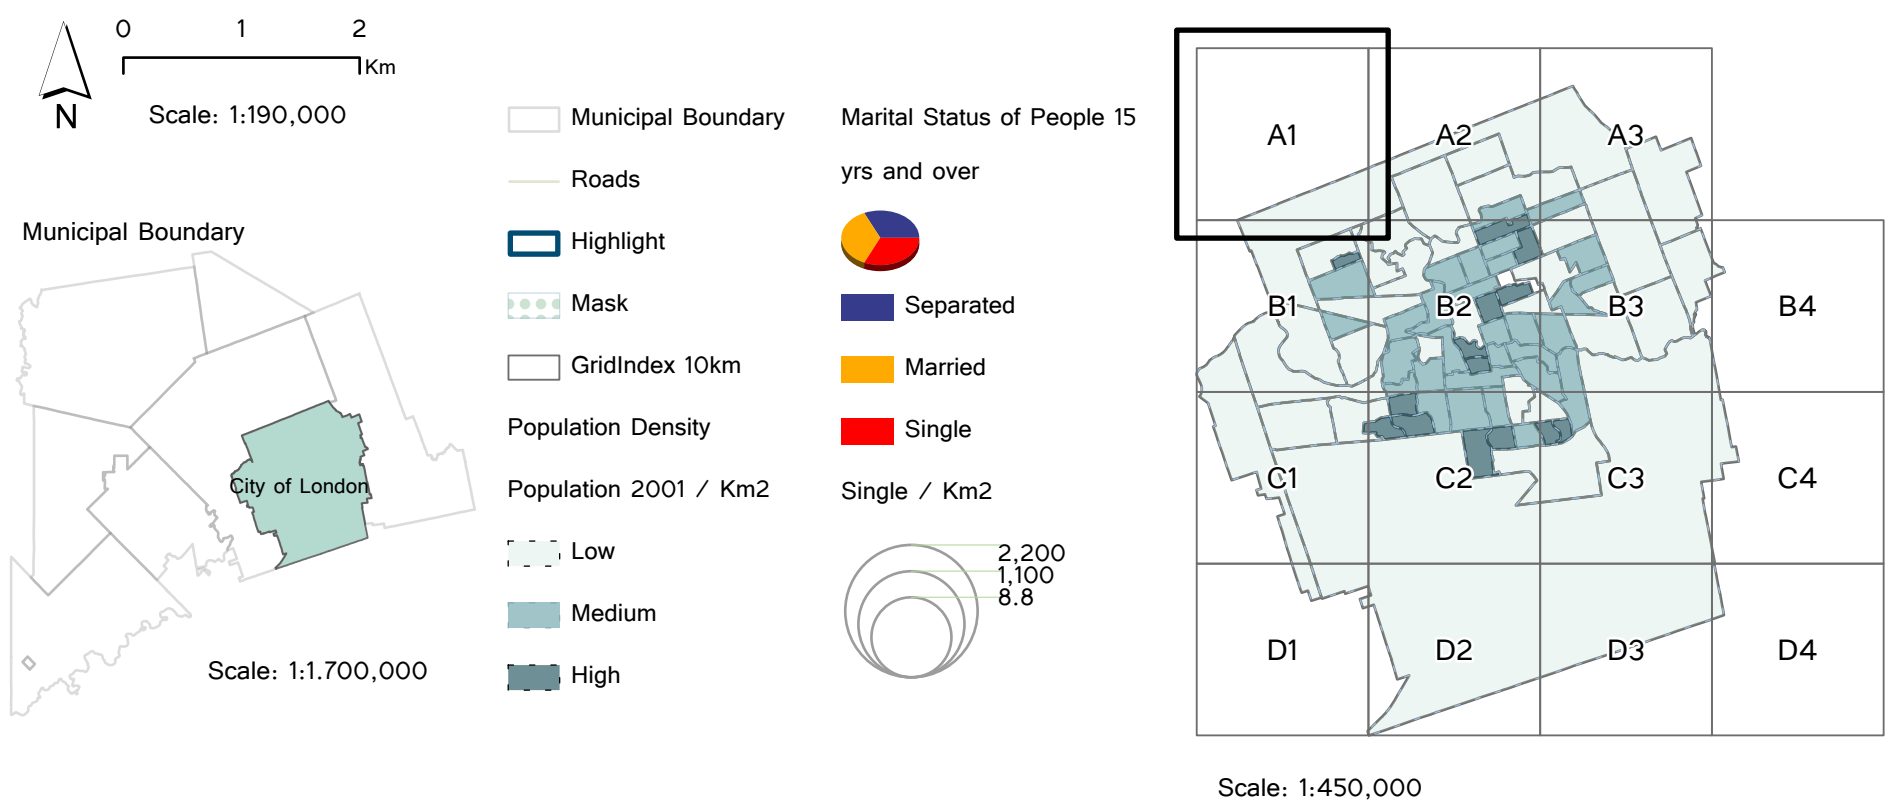 0 1 2
Km
N
Scale: 1:190,000
Municipal Boundary
City of London
Scale: 1:1.700,000
Municipal Boundary
Roads
Highlight
Mask
GridIndex 10km
Population Density
Population 2001 / Km2
Low
Medium
High
Marital Status of People 15
yrs and over
Separated
Married
Single
Single / Km2
2,200
1,100
8.8
A1 A2 A3
B1 B2 B3 B4
C1 C2 C3 C4
D1 D2 D3 D4
Scale: 1:450,000